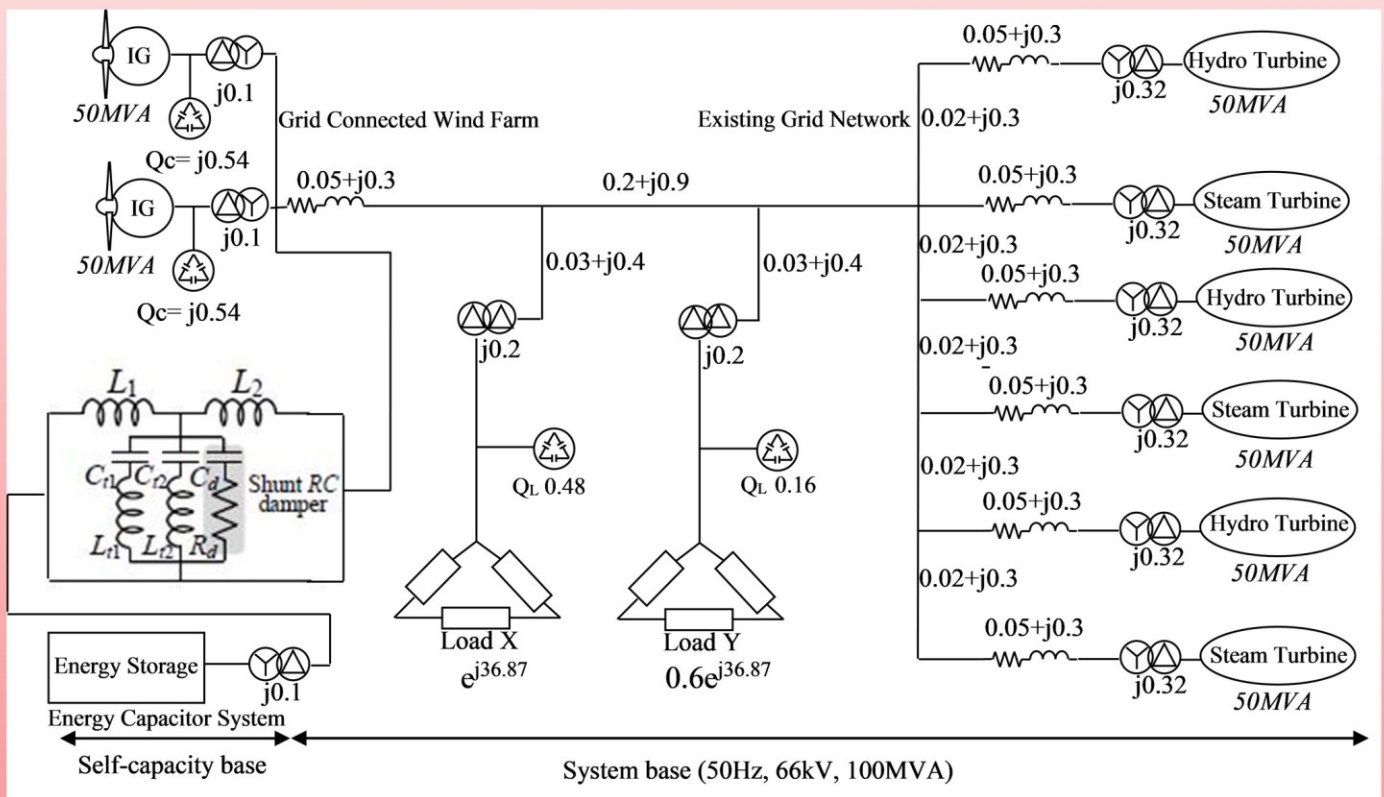 IG
50MVA
j0.1
Qc= j0.54
Grid Connected Wind Farm
IG
50MVA
j0.1
Qc= j0.54
0.05+j0.3
0.2+j0.9
Existing Grid Network
0.03+j0.4
j0.2
QL 0.48
Load X
e^j36.87
0.03+j0.4
j0.2
QL 0.16
Load Y
0.6e^j36.87
0.05+j0.3
j0.32
Hydro Turbine
50MVA
0.02+j0.3
0.05+j0.3
j0.32
Steam Turbine
50MVA
0.02+j0.3
0.05+j0.3
j0.32
Hydro Turbine
50MVA
0.02+j0.3
0.05+j0.3
j0.32
Steam Turbine
50MVA
0.02+j0.3
0.05+j0.3
j0.32
Hydro Turbine
50MVA
0.02+j0.3
0.05+j0.3
j0.32
Steam Turbine
50MVA
L1
L2
Ct1
Ct2
Cd
Shunt RC
damper
Lt1
Lt2
Rd
Energy Storage
j0.1
Energy Capacitor System
Self-capacity base
System base (50Hz, 66kV, 100MVA)